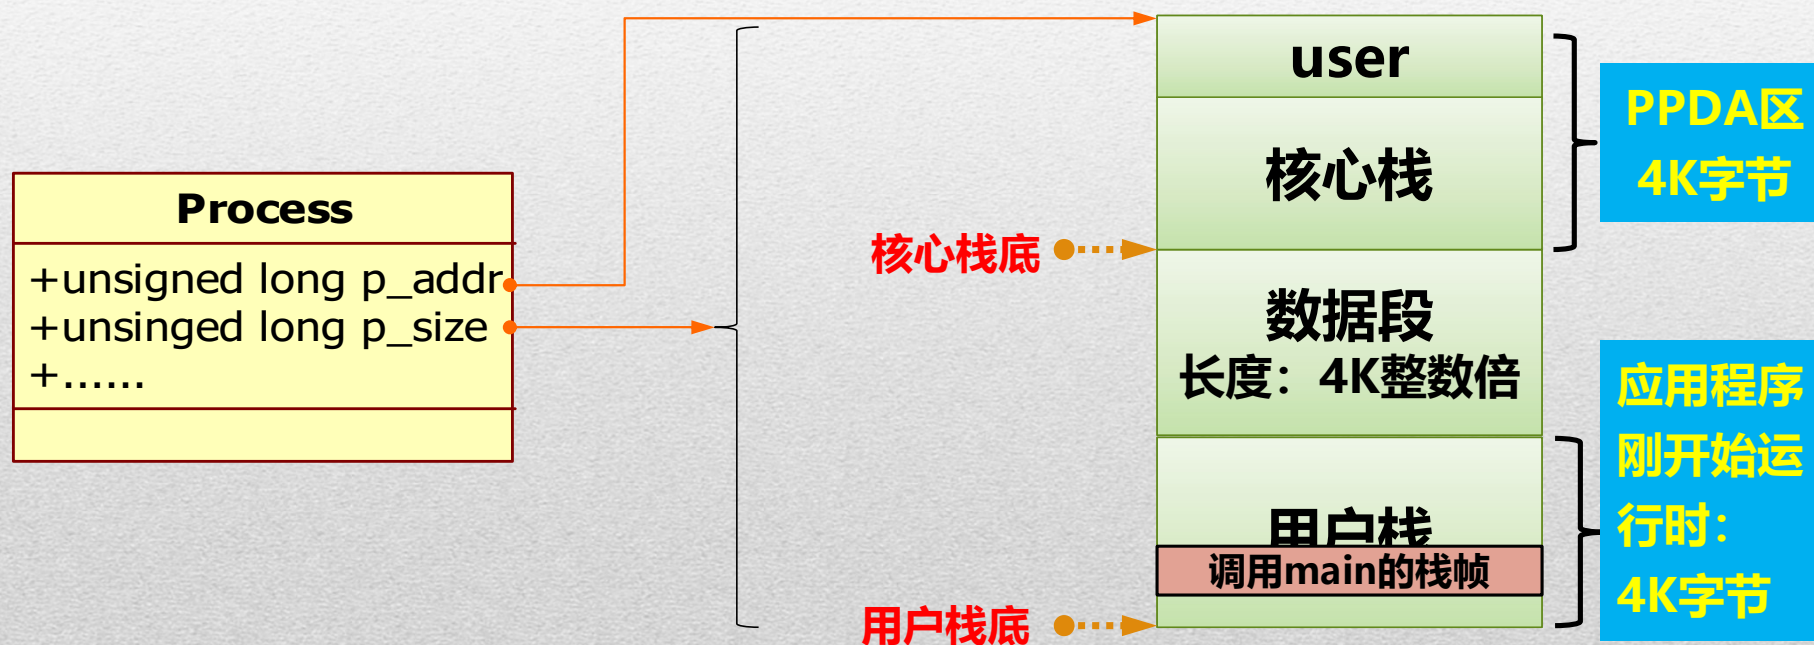 Process
+unsigned long p_addr
+unsinged long p_size
+......
user
核心栈
核心栈底
数据段
长度：4K整数倍
用户栈
调用main的栈帧
用户栈底
PPDA区
4K字节
应用程序
刚开始运
行时：
4K字节